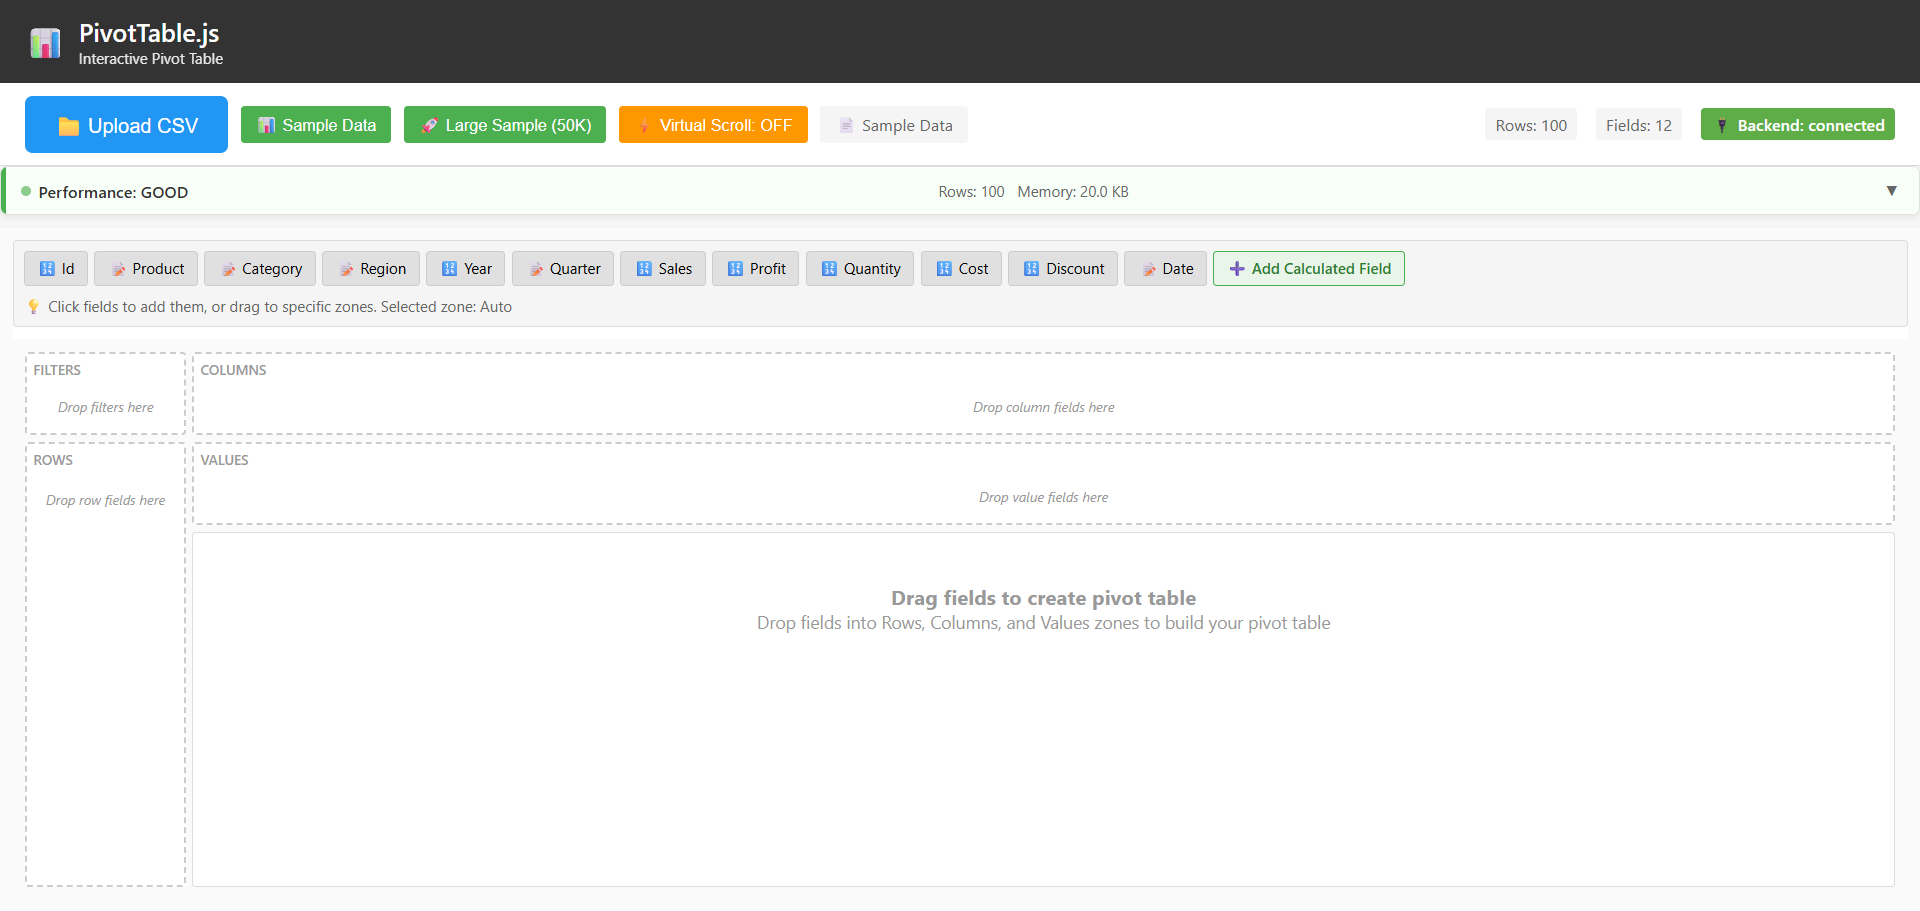 PivotTable.js
Interactive Pivot Table
Upload CSV
Sample Data
Large Sample (50K)
Virtual Scroll: OFF
Sample Data
Rows: 100
Fields: 12
Backend: connected
Performance: GOOD
Rows: 100
Memory: 20.0 KB
Id
Product
Category
Region
Year
Quarter
Sales
Profit
Quantity
Cost
Discount
Date
Add Calculated Field
Click fields to add them, or drag to specific zones. Selected zone: Auto
FILTERS
Drop filters here
COLUMNS
Drop column fields here
ROWS
Drop row fields here
VALUES
Drop value fields here
Drag fields to create pivot table
Drop fields into Rows, Columns, and Values zones to build your pivot table